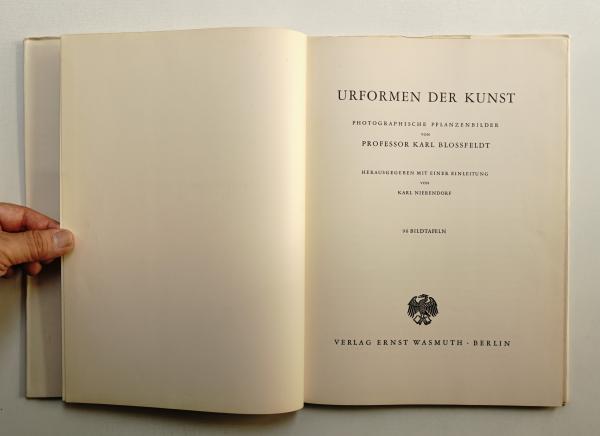 URFORMEN DER KUNST
PHOTOGRAPHISCHE PFLANZENBILDER
VON
PROFESSOR KARL BLOSSFELDT
HERAUSGEGEBEN MIT EINER EINLEITUNG
VON
KARL NIERENDORF
96 BILDTAFELN
VERLAG ERNST WASMUTH · BERLIN